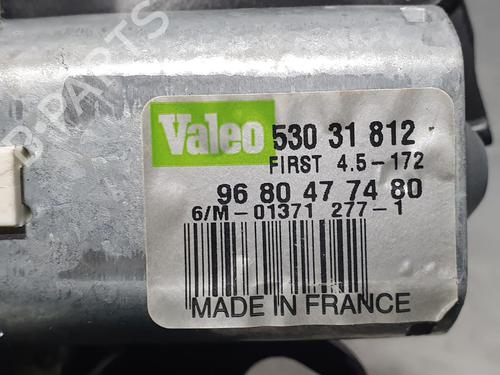 B-PARTS
Valeo 530 31 812
FIRST 4.5-172
96 80 47 74 80
6/M-01371 277-1
MADE IN FRANCE